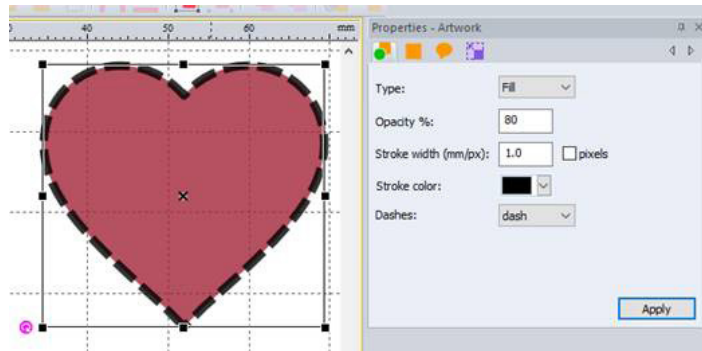 40 50 60 mm
Properties - Artwork
Type: Fill
Opacity %: 80
Stroke width (mm/px): 1.0 pixels
Stroke color:
Dashes: dash
Apply